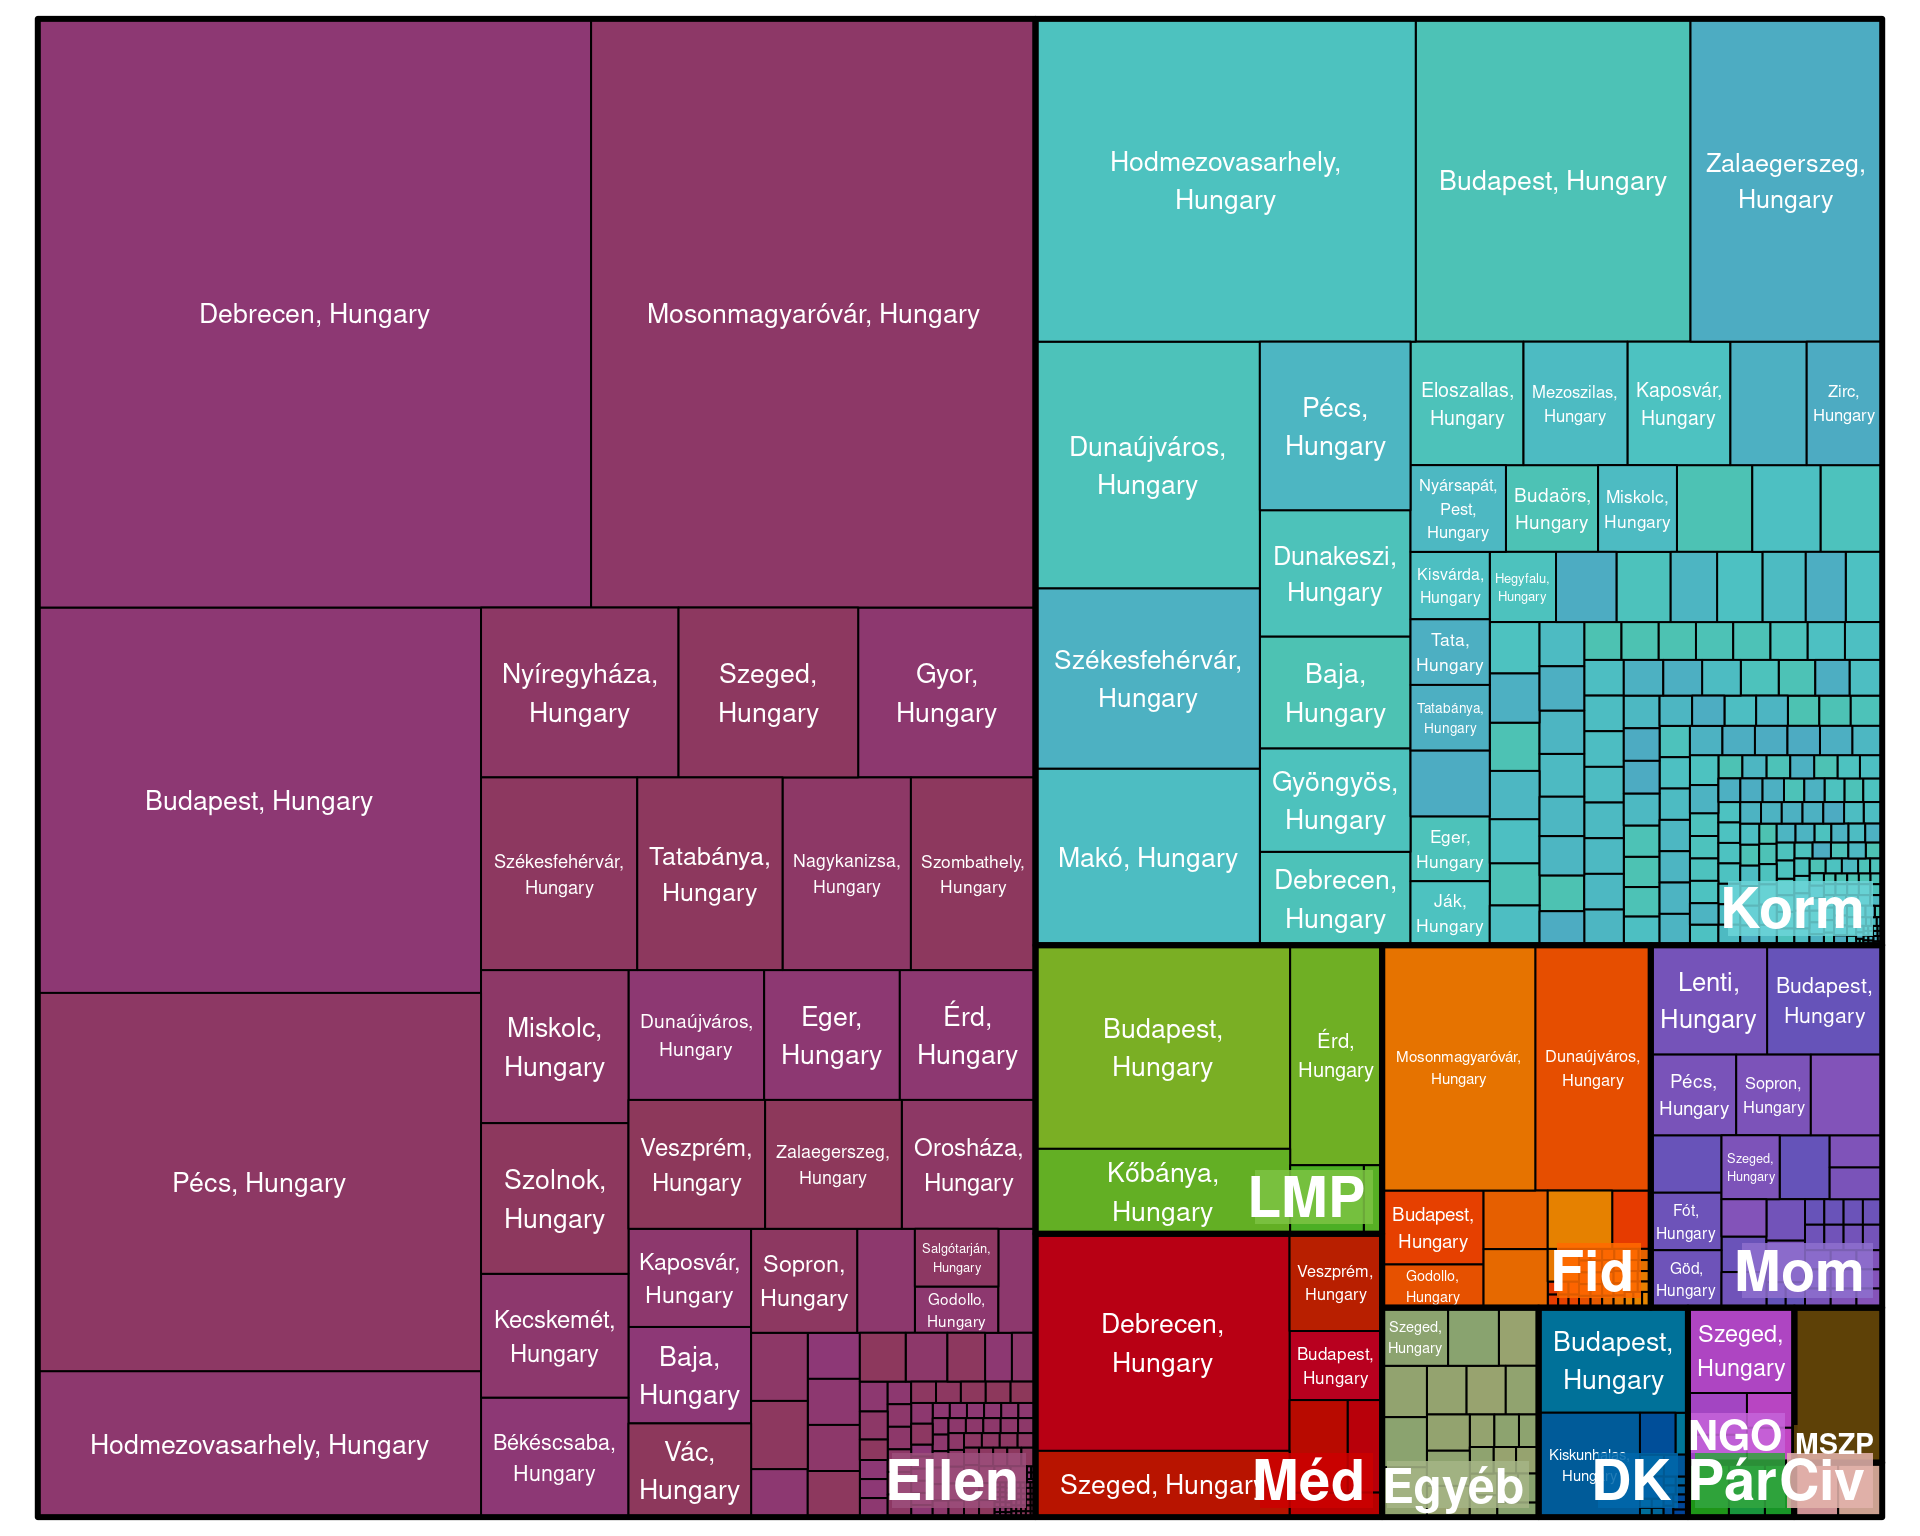 Debrecen, Hungary
Mosonmagyaróvár, Hungary
Budapest, Hungary
Pécs, Hungary
Hodmezovasarhely, Hungary
Nyíregyháza,
Hungary
Szeged,
Hungary
Gyor,
Hungary
Székesfehérvár,
Hungary
Tatabánya,
Hungary
Nagykanizsa,
Hungary
Szombathely,
Hungary
Miskolc,
Hungary
Dunaújváros,
Hungary
Eger,
Hungary
Érd,
Hungary
Szolnok,
Hungary
Veszprém,
Hungary
Zalaegerszeg,
Hungary
Orosháza,
Hungary
Kecskemét,
Hungary
Kaposvár,
Hungary
Sopron,
Hungary
Salgótarján,
Hungary
Godollo,
Hungary
Békéscsaba,
Hungary
Baja,
Hungary
Vác,
Hungary
Ellen
Hodmezovasarhely,
Hungary
Budapest, Hungary
Zalaegerszeg,
Hungary
Dunaújváros,
Hungary
Székesfehérvár,
Hungary
Makó, Hungary
Pécs,
Hungary
Dunakeszi,
Hungary
Baja,
Hungary
Gyöngyös,
Hungary
Debrecen,
Hungary
Eloszallas,
Hungary
Mezoszilas,
Hungary
Kaposvár,
Hungary
Zirc,
Hungary
Nyársapát,
Pest,
Hungary
Budaörs,
Hungary
Miskolc,
Hungary
Kisvárda,
Hungary
Hegyfalu,
Hungary
Tata,
Hungary
Tatabánya,
Hungary
Eger,
Hungary
Ják,
Hungary
Korm
Budapest,
Hungary
Érd,
Hungary
Kőbánya,
Hungary
LMP
Debrecen,
Hungary
Veszprém,
Hungary
Budapest,
Hungary
Szeged, Hungary
Méd
Mosonmagyaróvár,
Hungary
Dunaújváros,
Hungary
Budapest,
Hungary
Godollo,
Hungary
Fid
Lenti,
Hungary
Budapest,
Hungary
Pécs,
Hungary
Sopron,
Hungary
Szeged,
Hungary
Fót,
Hungary
Göd,
Hungary
Mom
Szeged,
Hungary
Egyéb
Budapest,
Hungary
Kiskunhalas,
Hungary
DK
Szeged,
Hungary
NGO
MSZP
Pár
Civ